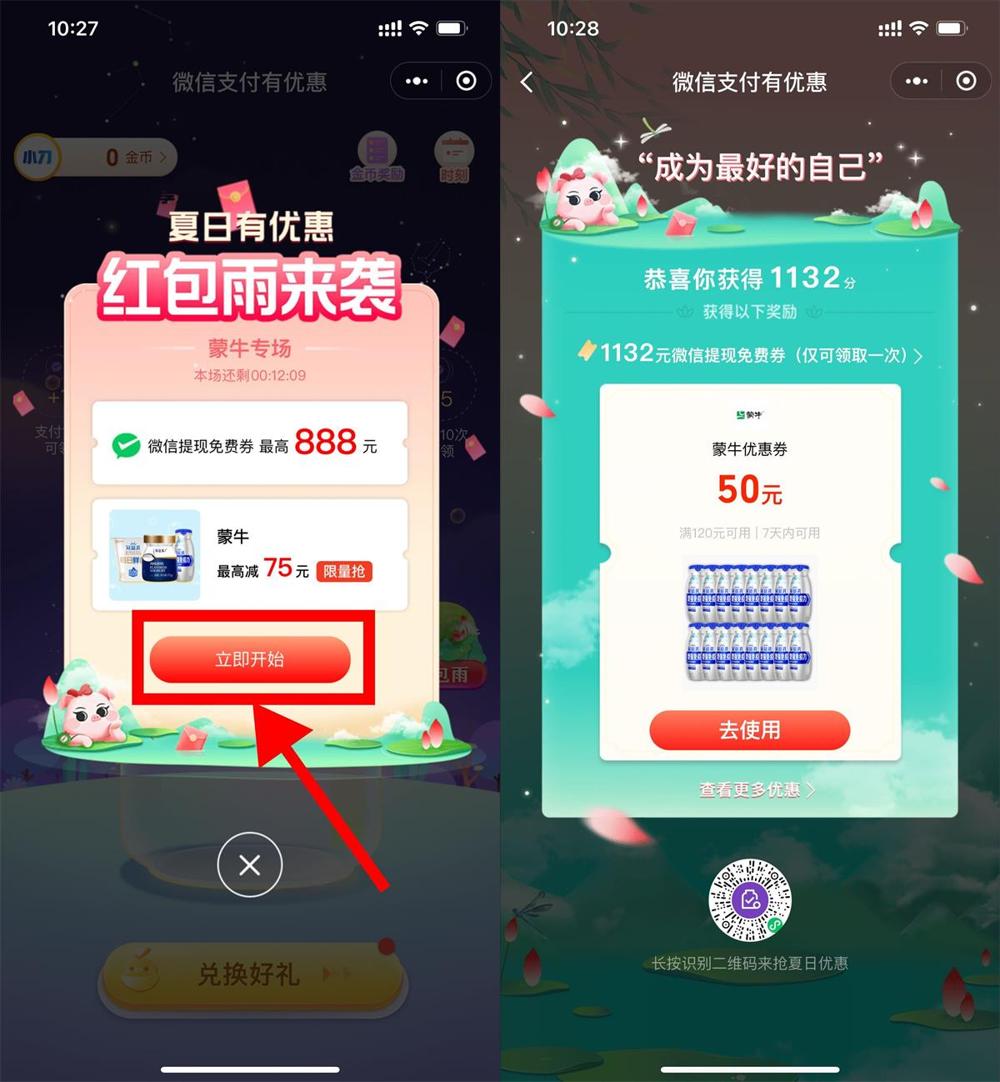 10:27
微信支付有优惠
小刀
0 金币
金币奖励
时刻
夏日有优惠
红包雨来袭
蒙牛专场
本场还剩00:12:09
微信提现免费券 最高 888 元
蒙牛
最高减 75 元 限量抢
立即开始
包雨
兑换好礼
10:28
微信支付有优惠
“成为最好的自己”
恭喜你获得 1132 分
获得以下奖励
1132元微信提现免费券（仅可领取一次）
蒙牛
蒙牛优惠券
50元
满120元可用 | 7天内可用
去使用
查看更多优惠
长按识别二维码来抢夏日优惠